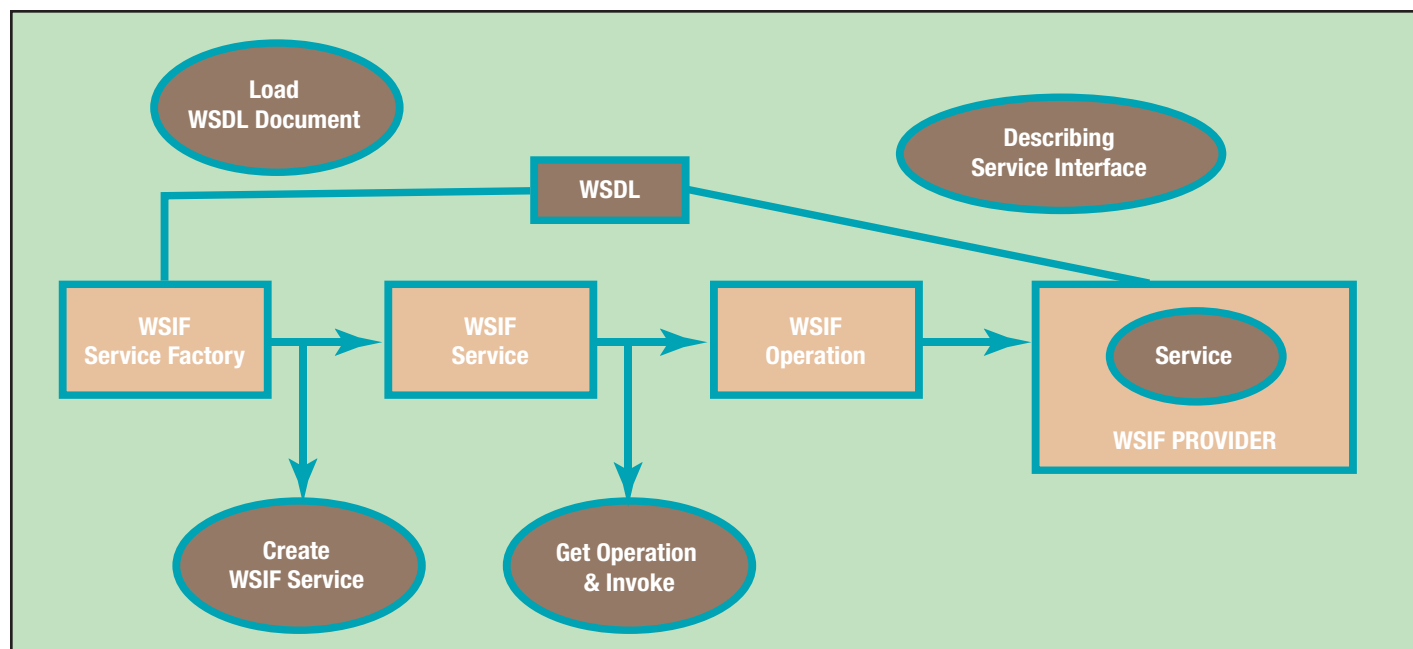 Load
WSDL Document
Describing
Service Interface
WSDL
WSIF
Service Factory
WSIF
Service
WSIF
Operation
Service
WSIF PROVIDER
Create
WSIF Service
Get Operation
& Invoke